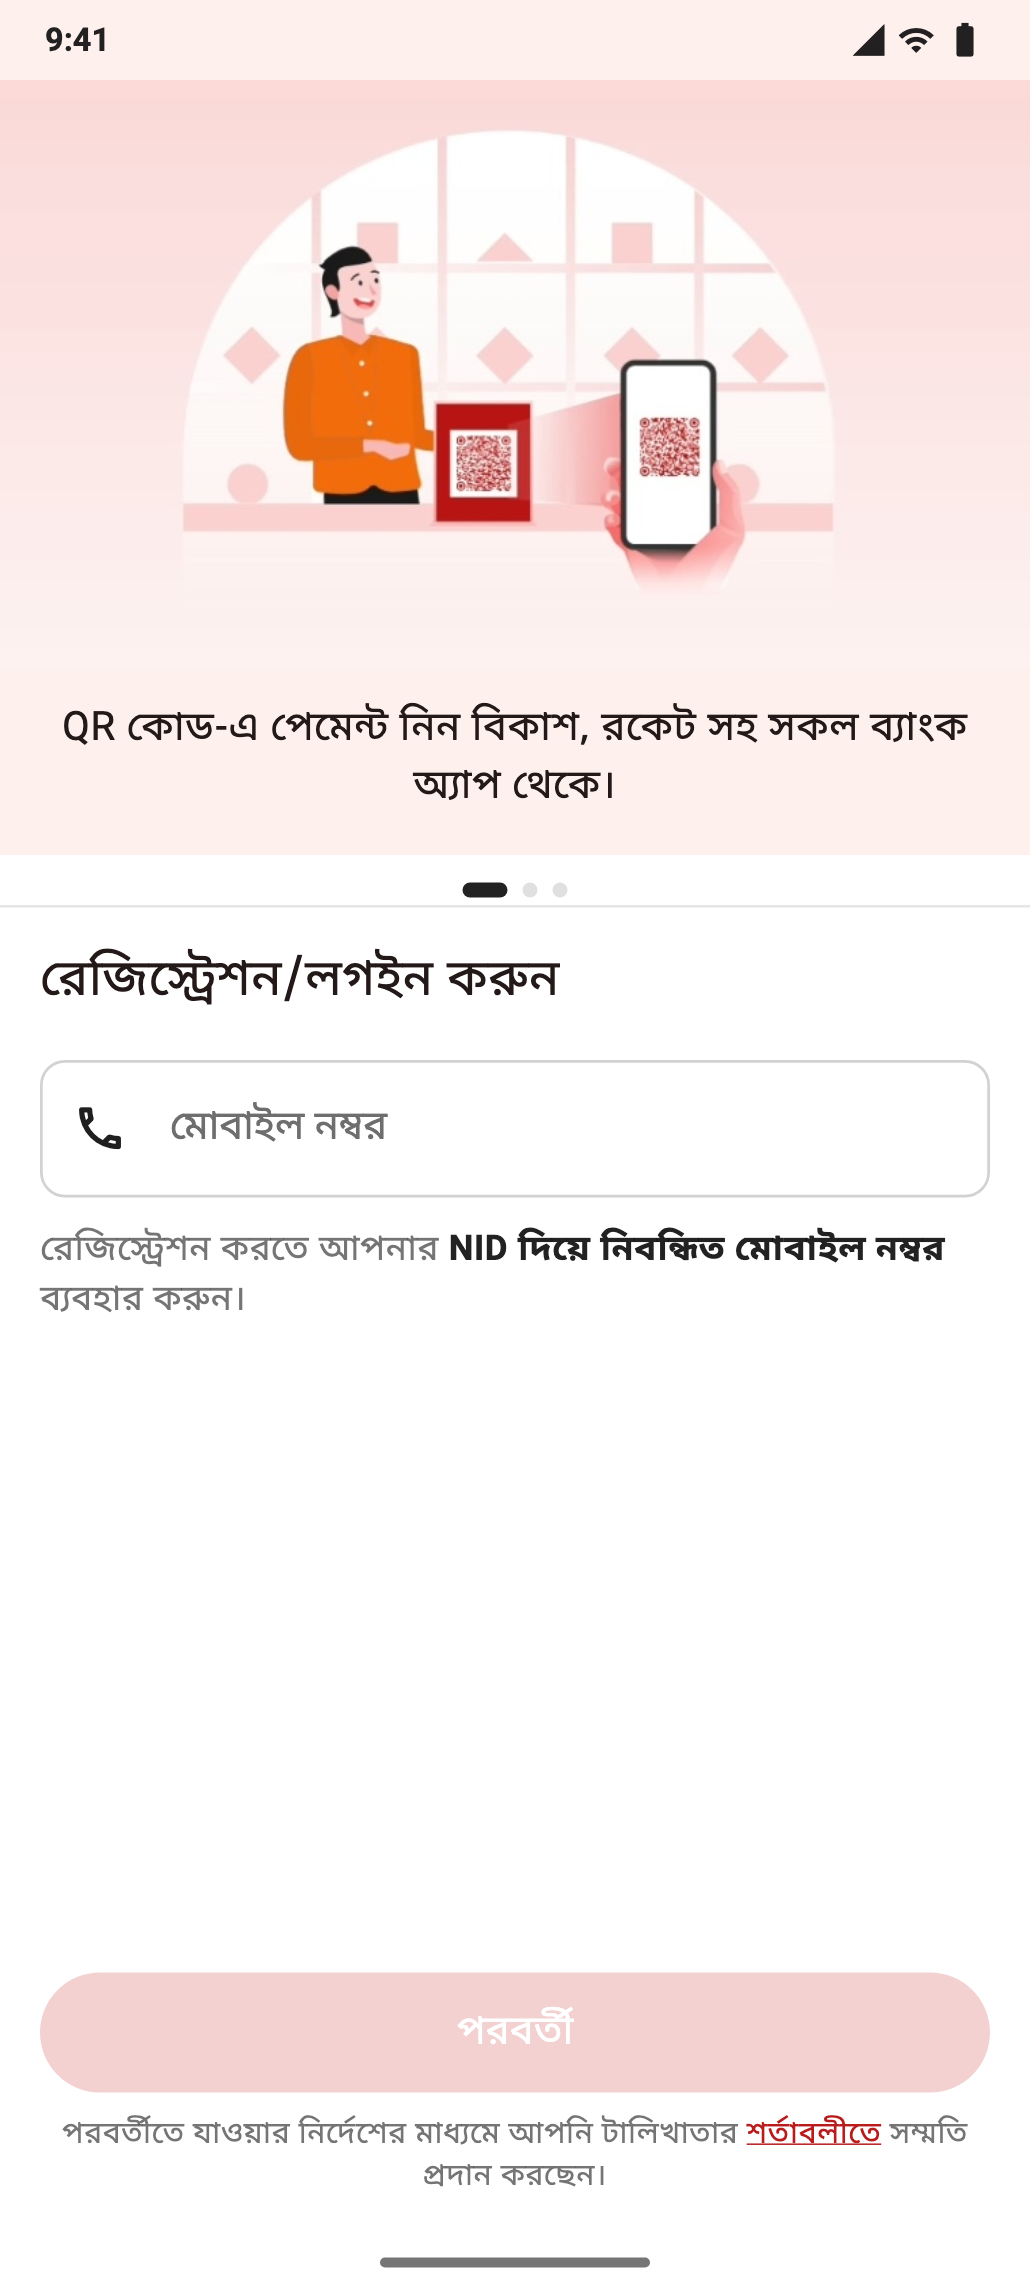 9:41
QR কোড-এ পেমেন্ট নিন বিকাশ, রকেট সহ সকল ব্যাংক
অ্যাপ থেকে।
রেজিস্ট্রেশন/লগইন করুন
মোবাইল নম্বর
রেজিস্ট্রেশন করতে আপনার NID দিয়ে নিবন্ধিত মোবাইল নম্বর
ব্যবহার করুন।
পরবর্তী
পরবর্তীতে যাওয়ার নির্দেশের মাধ্যমে আপনি টালিখাতার শর্তাবলীতে সম্মতি
প্রদান করছেন।